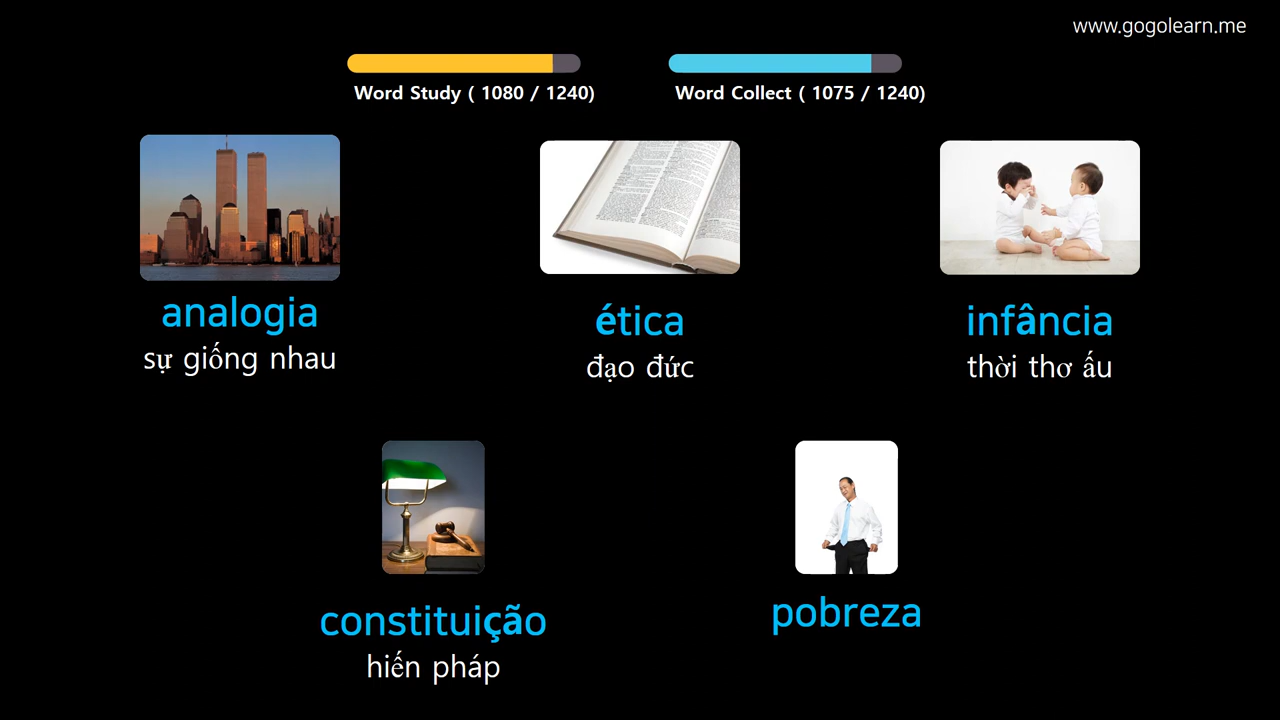 www.gogolearn.me
Word Study ( 1080 / 1240)
Word Collect ( 1075 / 1240)
analogia
sự giống nhau
ética
đạo đức
infância
thời thơ ấu
constituição
hiến pháp
pobreza